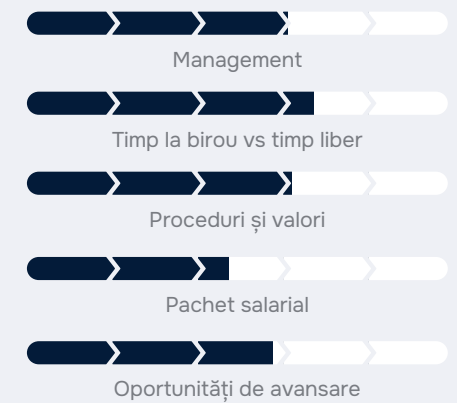 Management
Timp la birou vs timp liber
Proceduri și valori
Pachet salarial
Oportunități de avansare